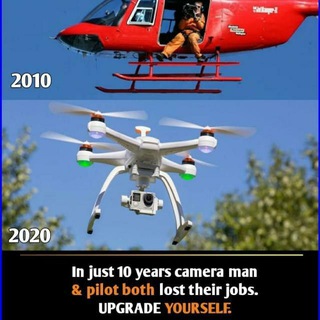 2010
2020
In just 10 years camera man
& pilot both lost their jobs.
UPGRADE YOURSELF.